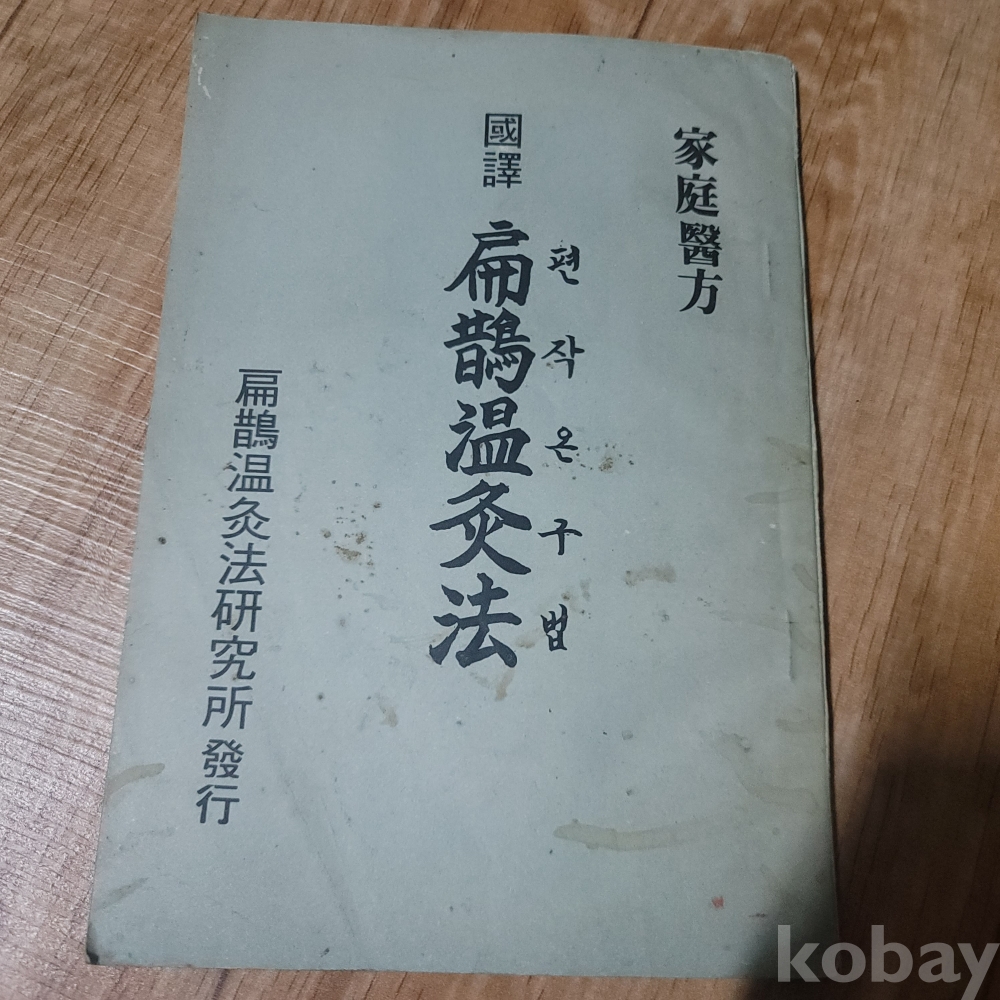 家庭醫方
國譯 扁鵲温灸法
편작온구법
扁鵲温灸法研究所 發行
kobay